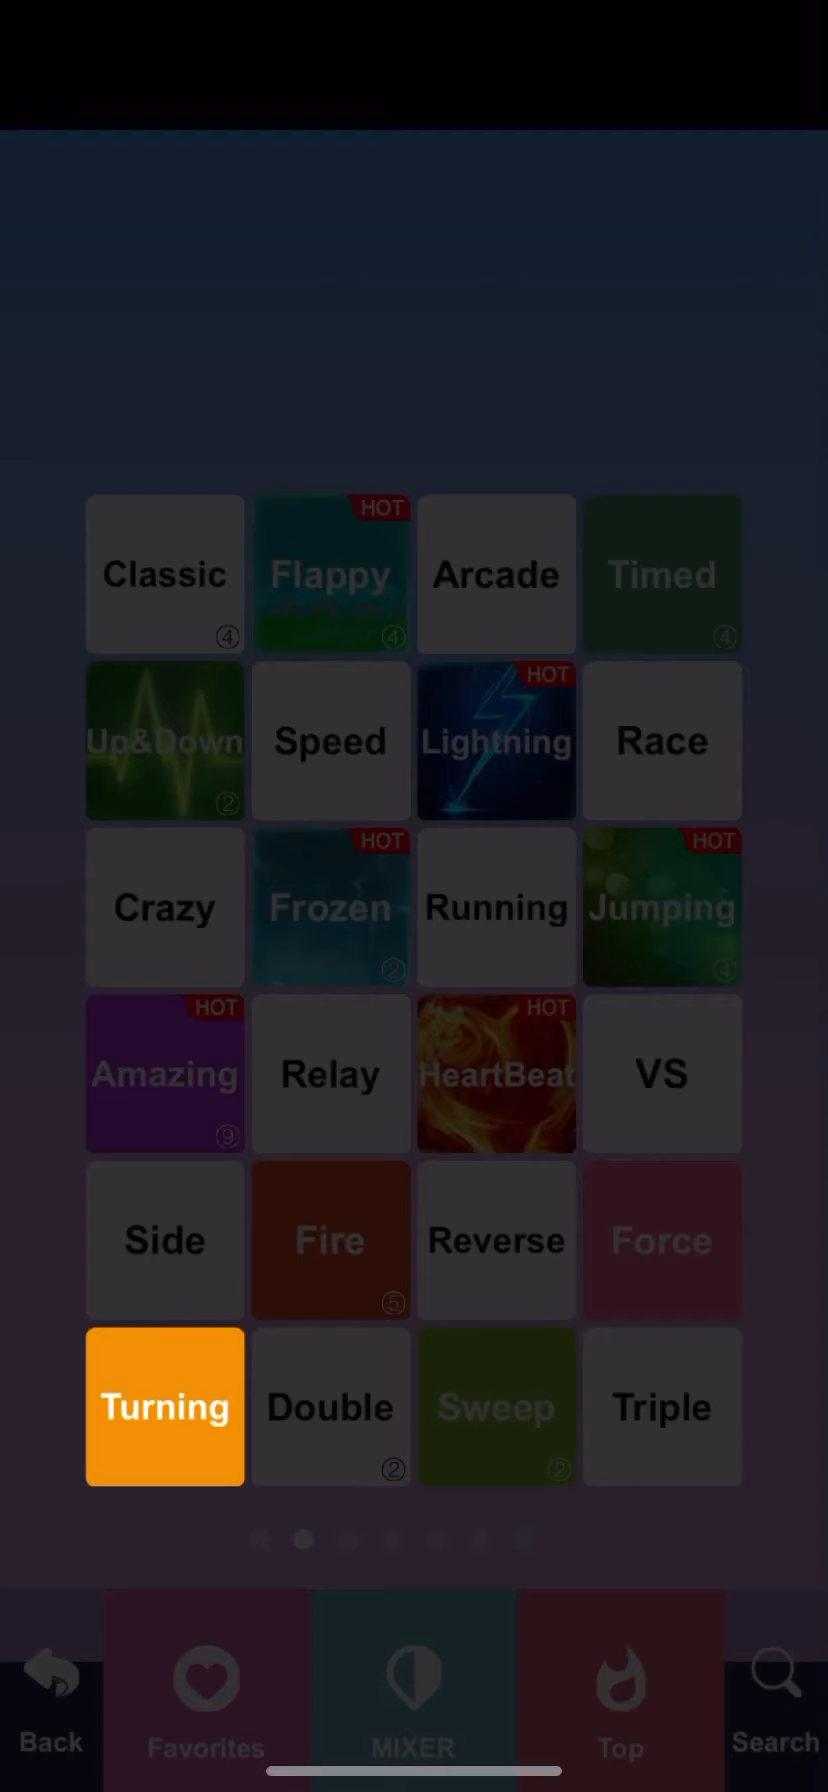 HOT
Classic Flappy Arcade Timed
④ ④ ④
HOT
Up&Down Speed Lightning Race
②
HOT HOT
Crazy Frozen Running Jumping
② ④
HOT HOT
Amazing Relay HeartBeat VS
⑨
Side Fire Reverse Force
⑤
Turning Double Sweep Triple
② ②
Back Favorites MIXER Top Search